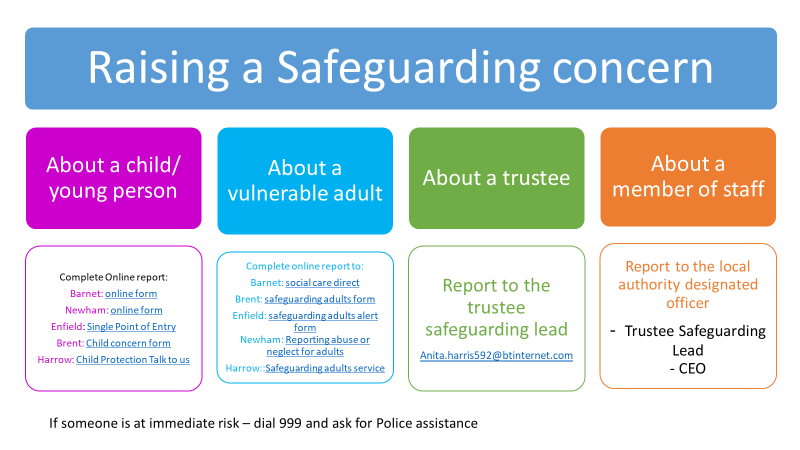 Raising a Safeguarding concern
About a child/
young person
About a
vulnerable adult
About a trustee
About a
member of staff
Complete Online report:
Barnet: online form
Newham: online form
Enfield: Single Point of Entry
Brent: Child concern form
Harrow: Child Protection Talk to us
Complete online report to:
Barnet: social care direct
Brent: safeguarding adults form
Enfield: safeguarding adults alert
form
Newham: Reporting abuse or
neglect for adults
Harrow::Safeguarding adults service
Report to the
trustee
safeguarding lead
Anita.harris592@btinternet.com
Report to the local
authority designated
officer
- Trustee Safeguarding
Lead
- CEO
If someone is at immediate risk – dial 999 and ask for Police assistance